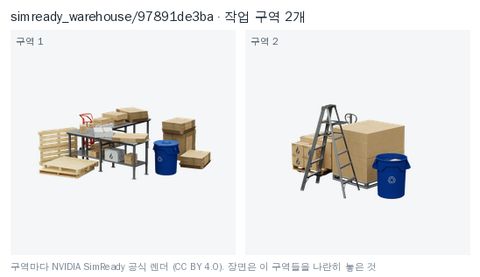 simready_warehouse/97891de3ba · 작업 구역 2개
구역 1
구역 2
구역마다 NVIDIA SimReady 공식 렌더 (CC BY 4.0). 장면은 이 구역들을 나란히 놓은 것